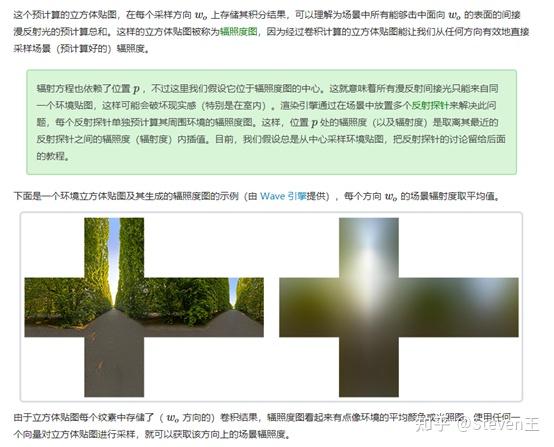 这个预计算的立方体贴图，在每个采样方向 wₒ 上存储其积分结果，可以理解为场景中所有能够击中面向 wₒ 的表面的间接
漫反射光的预计算总和。这样的立方体贴图被称为辐照度图，因为经过卷积计算的立方体贴图能让我们从任何方向有效地直接
采样场景（预计算好的）辐照度。
辐射方程也依赖了位置 p ，不过这里我们假设它位于辐照度图的中心。这就意味着所有漫反射间接光只能来自同
一个环境贴图，这样可能会破坏现实感（特别是在室内）。渲染引擎通过在场景中放置多个反射探针来解决此问
题，每个反射探针单独预计算其周围环境的辐照度图。这样，位置 p 处的辐照度（以及辐射度）是取离其最近的
反射探针之间的辐照度（辐射度）内插值。目前，我们假设总是从中心采样环境贴图，把反射探针的讨论留给后面
的教程。
下面是一个环境立方体贴图及其生成的辐照度图的示例（由 Wave 引擎提供），每个方向 wₒ 的场景辐射度取平均值。
由于立方体贴图每个纹素中存储了（ wₒ 方向的）卷积结果，辐照度图看起来有点像环境的平均颜色或光照图。使用任何一
个向量对立方体贴图进行采样，就可以获取该方向上的场景辐照度。
知乎 @Steven王